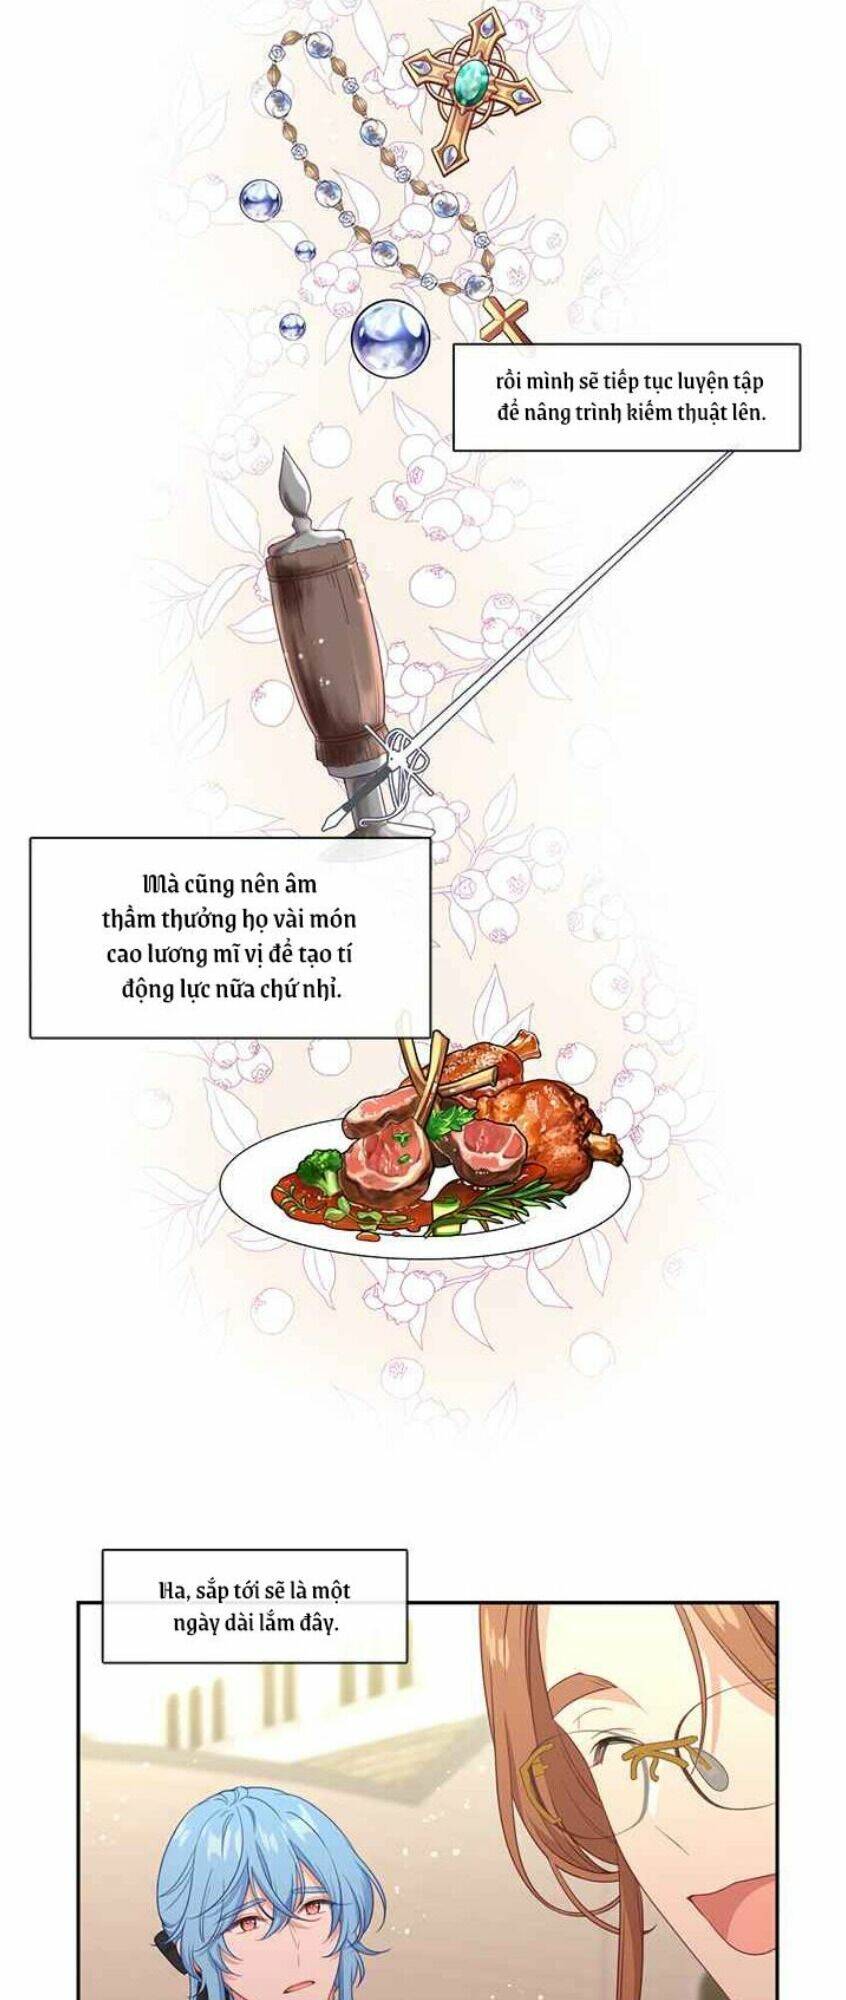 rồi mình sẽ tiếp tục luyện tập
để nâng trình kiếm thuật lên.
Mà cũng nên âm
thầm thưởng họ vài món
cao lương mĩ vị để tạo tí
động lực nữa chứ nhỉ.
Ha, sắp tới sẽ là một
ngày dài lắm đây.